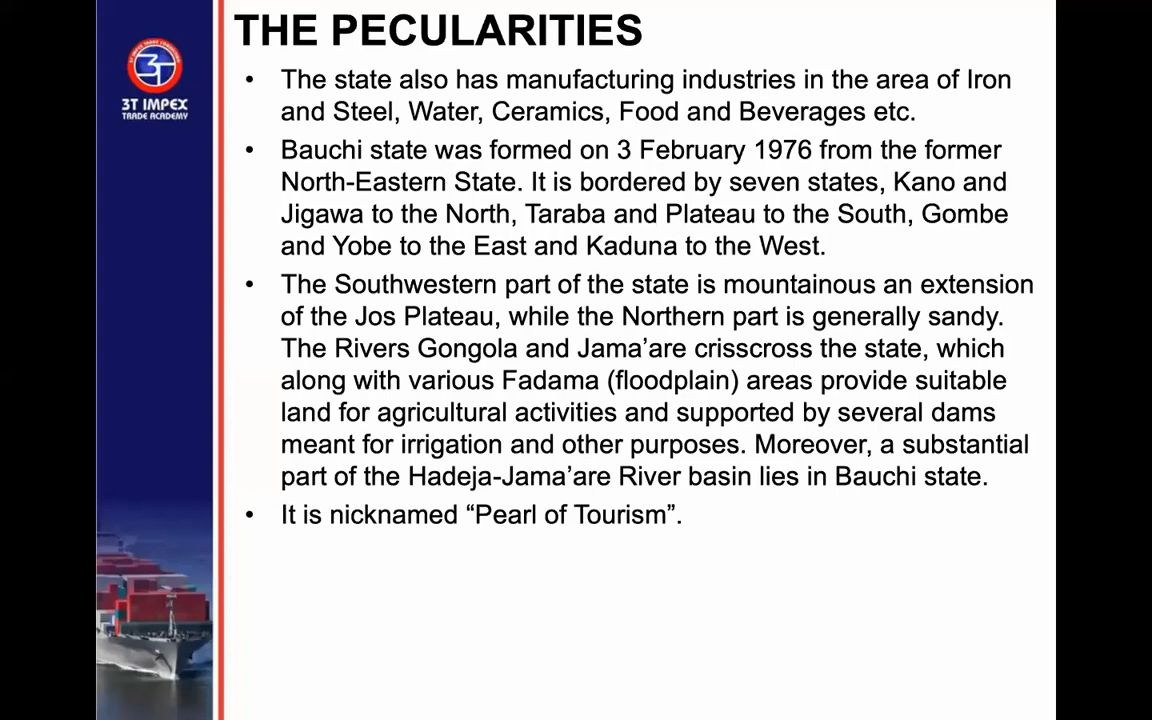 THE PECULARITIES
3T IMPEX
TRADE ACADEMY
• The state also has manufacturing industries in the area of Iron
and Steel, Water, Ceramics, Food and Beverages etc.
• Bauchi state was formed on 3 February 1976 from the former
North-Eastern State. It is bordered by seven states, Kano and
Jigawa to the North, Taraba and Plateau to the South, Gombe
and Yobe to the East and Kaduna to the West.
• The Southwestern part of the state is mountainous an extension
of the Jos Plateau, while the Northern part is generally sandy.
The Rivers Gongola and Jama’are crisscross the state, which
along with various Fadama (floodplain) areas provide suitable
land for agricultural activities and supported by several dams
meant for irrigation and other purposes. Moreover, a substantial
part of the Hadeja-Jama’are River basin lies in Bauchi state.
• It is nicknamed “Pearl of Tourism”.